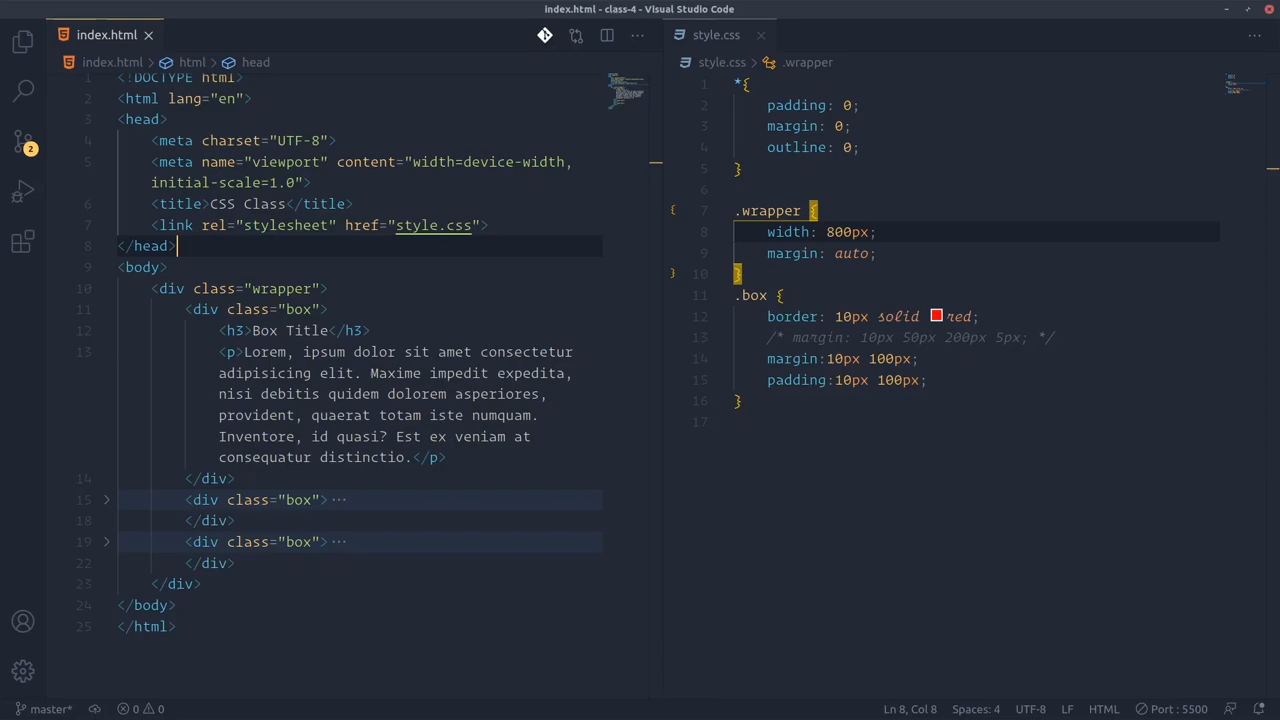 index.html - class-4 - Visual Studio Code
index.html
index.html html head
1 <!DOCTYPE html>
2 <html lang="en">
3 <head>
4 <meta charset="UTF-8">
5 <meta name="viewport" content="width=device-width,
initial-scale=1.0">
6 <title>CSS Class</title>
7 <link rel="stylesheet" href="style.css">
8 </head>
9 <body>
10 <div class="wrapper">
11 <div class="box">
12 <h3>Box Title</h3>
13 <p>Lorem, ipsum dolor sit amet consectetur
adipisicing elit. Maxime impedit expedita,
nisi debitis quidem dolorem asperiores,
provident, quaerat totam iste numquam.
Inventore, id quasi? Est ex veniam at
consequatur distinctio.</p>
14 </div>
15 <div class="box">···
18 </div>
19 <div class="box">···
22 </div>
23 </div>
24 </body>
25 </html>
style.css
style.css .wrapper
1 *{
2 padding: 0;
3 margin: 0;
4 outline: 0;
5 }
6
7 .wrapper {
8 width: 800px;
9 margin: auto;
10 }
11 .box {
12 border: 10px solid red;
13 /* margin: 10px 50px 200px 5px; */
14 margin:10px 100px;
15 padding:10px 100px;
16 }
17
2
master* 0 0 Ln 8, Col 8 Spaces: 4 UTF-8 LF HTML Port : 5500